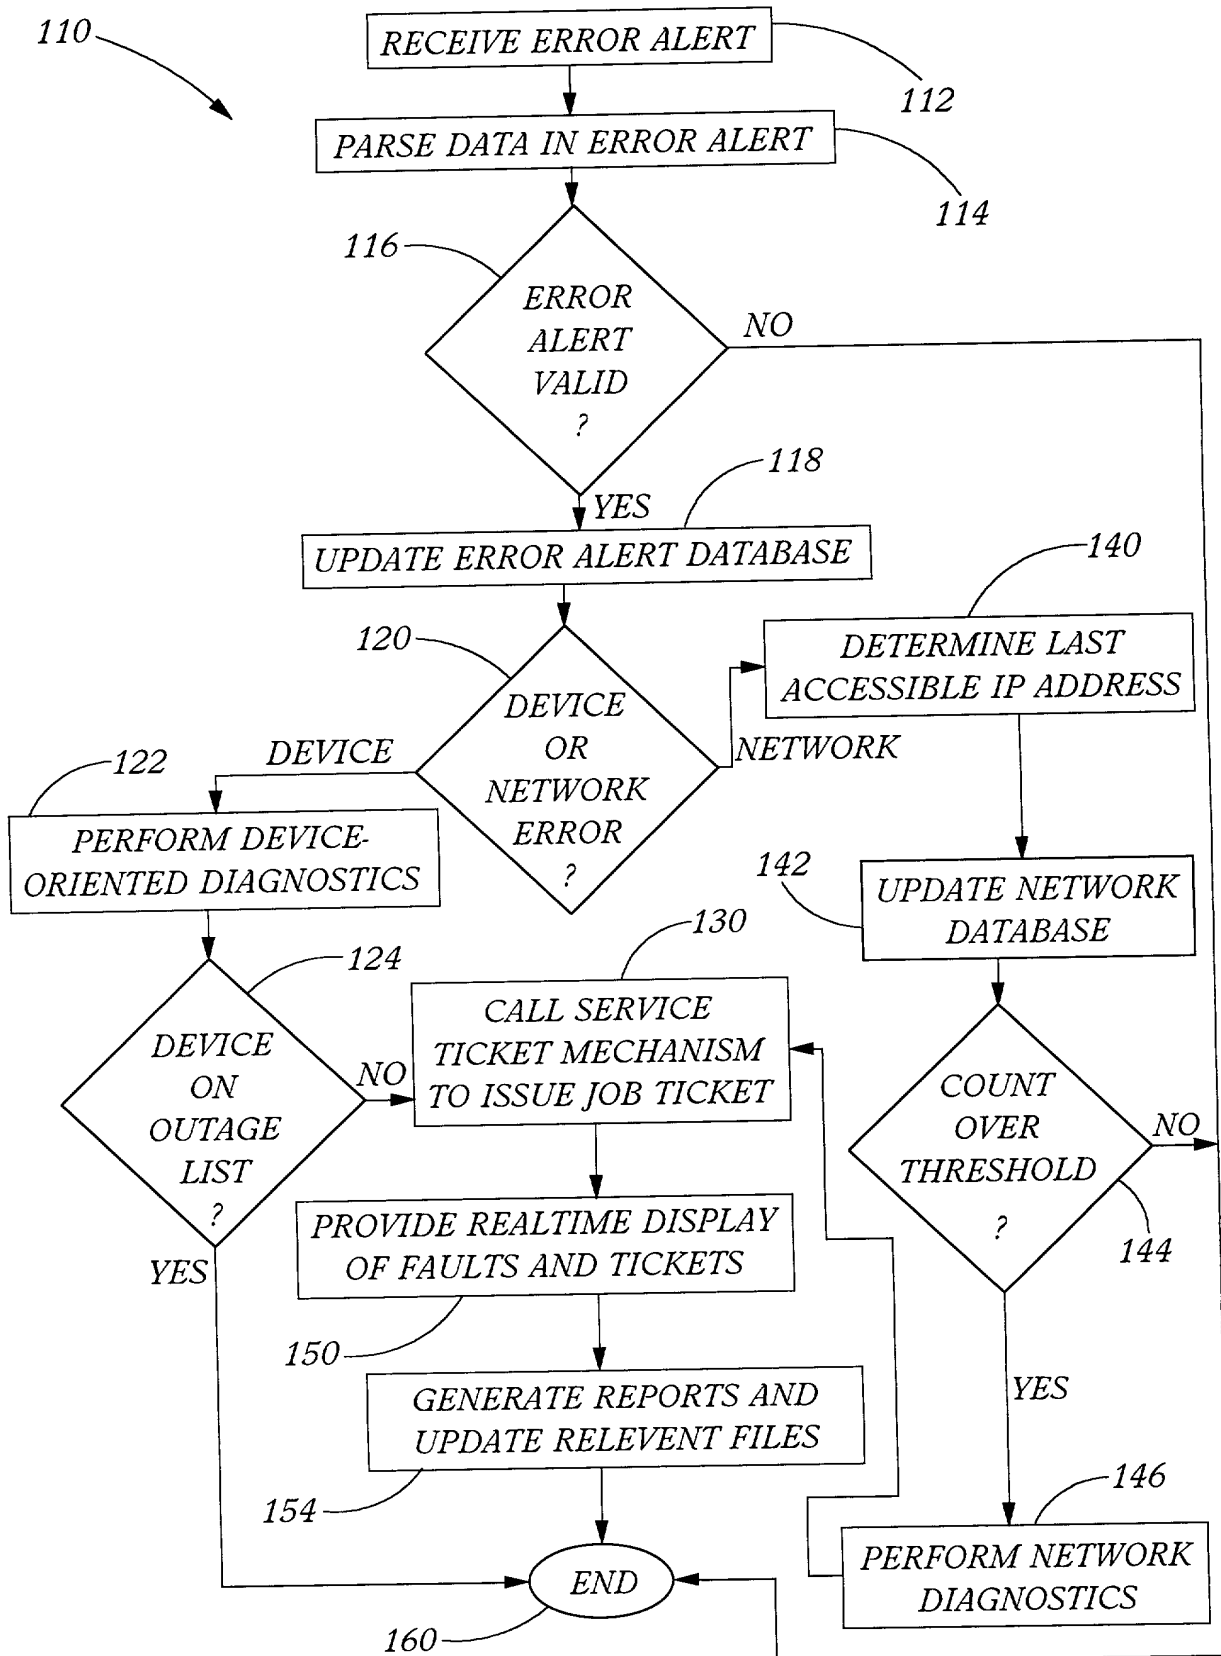 110
RECEIVE ERROR ALERT
112
PARSE DATA IN ERROR ALERT
114
116
ERROR
ALERT
VALID
?
NO
YES
118
UPDATE ERROR ALERT DATABASE
120
DEVICE
OR
NETWORK
ERROR
?
DEVICE
NETWORK
140
DETERMINE LAST
ACCESSIBLE IP ADDRESS
122
PERFORM DEVICE-
ORIENTED DIAGNOSTICS
142
UPDATE NETWORK
DATABASE
124
DEVICE
ON
OUTAGE
LIST
?
NO
YES
130
CALL SERVICE
TICKET MECHANISM
TO ISSUE JOB TICKET
COUNT
OVER
THRESHOLD
?
NO
144
YES
PROVIDE REALTIME DISPLAY
OF FAULTS AND TICKETS
150
GENERATE REPORTS AND
UPDATE RELEVENT FILES
154
146
PERFORM NETWORK
DIAGNOSTICS
END
160